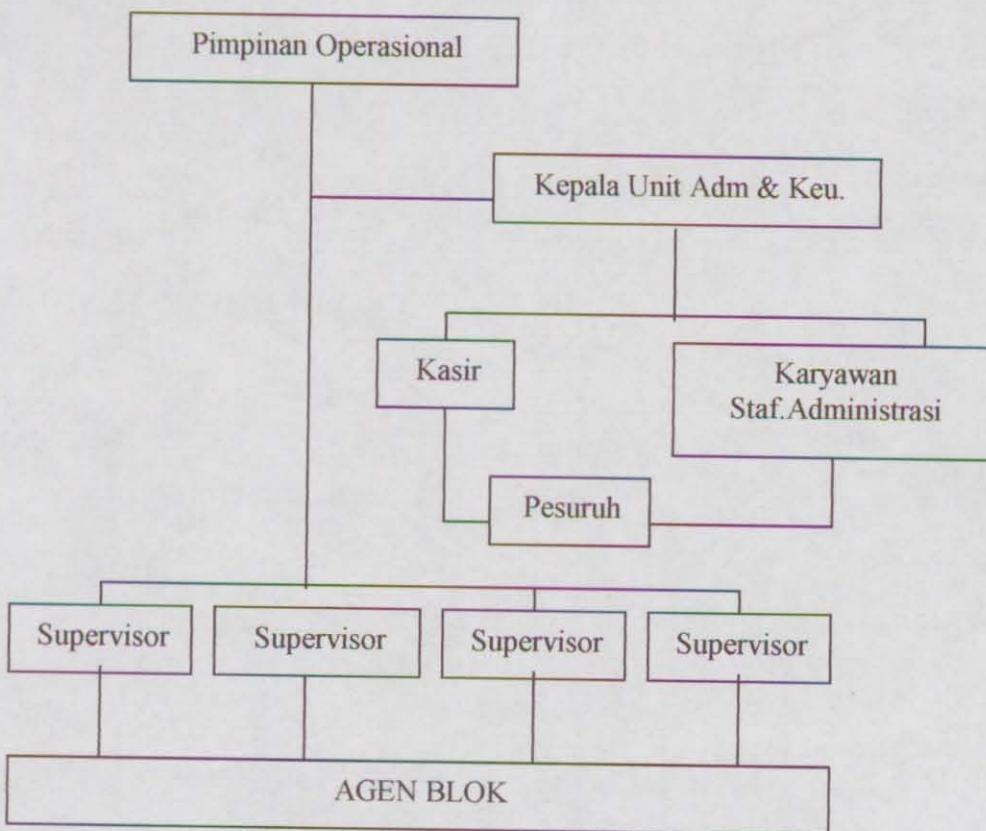 Pimpinan Operasional
Kepala Unit Adm & Keu.
Kasir
Karyawan
Staf.Administrasi
Pesuruh
Supervisor
Supervisor
Supervisor
Supervisor
AGEN BLOK